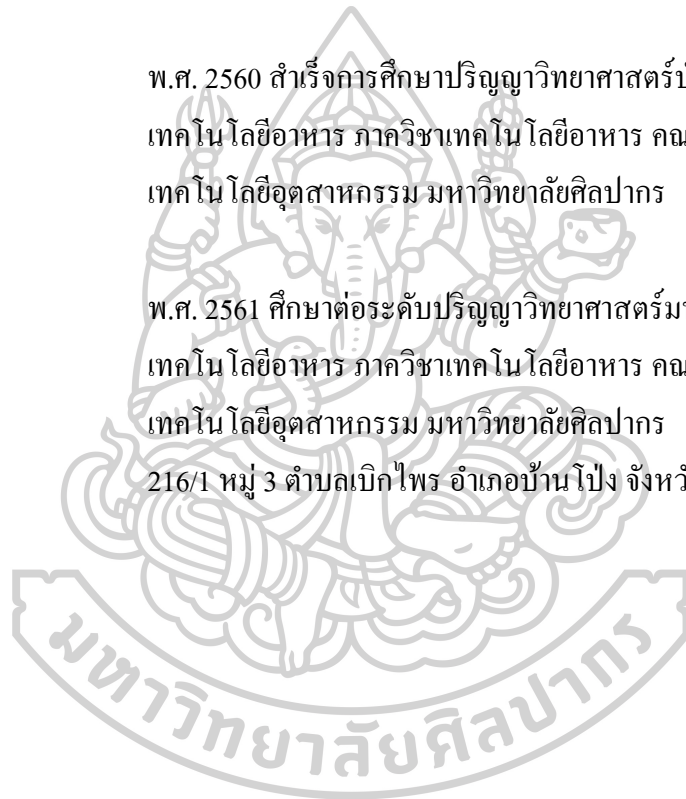 พ.ศ. 2560 สำเร็จการศึกษาปริญญาวิทยาศาสตร์
เทคโนโลยีอาหาร ภาควิชาเทคโนโลยีอาหาร คณ
เทคโนโลยีอุตสาหกรรม มหาวิทยาลัยศิลปากร
พ.ศ. 2561 ศึกษาต่อระดับปริญญาวิทยาศาสตร์ม
เทคโนโลยีอาหาร ภาควิชาเทคโนโลยีอาหาร คณ
เทคโนโลยีอุตสาหกรรม มหาวิทยาลัยศิลปากร
216/1 หมู่ 3 ตำบลเบิกไพร อำเภอบ้านโป่ง จังหวั
มหาวิทยาลัยศิลปากร